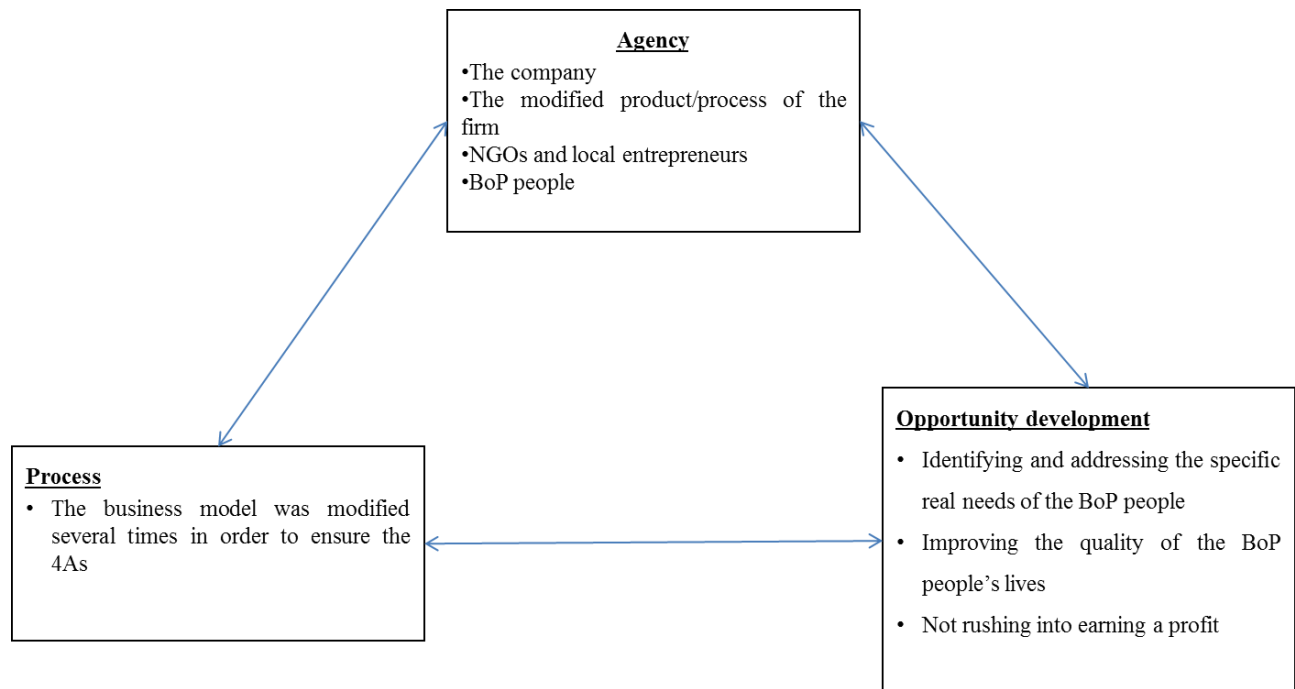 Agency
•The company
•The modified product/process of the
firm
•NGOs and local entrepreneurs
•BoP people
Process
• The business model was modified
several times in order to ensure the
4As
Opportunity development
• Identifying and addressing the specific
real needs of the BoP people
• Improving the quality of the BoP
people's lives
• Not rushing into earning a profit